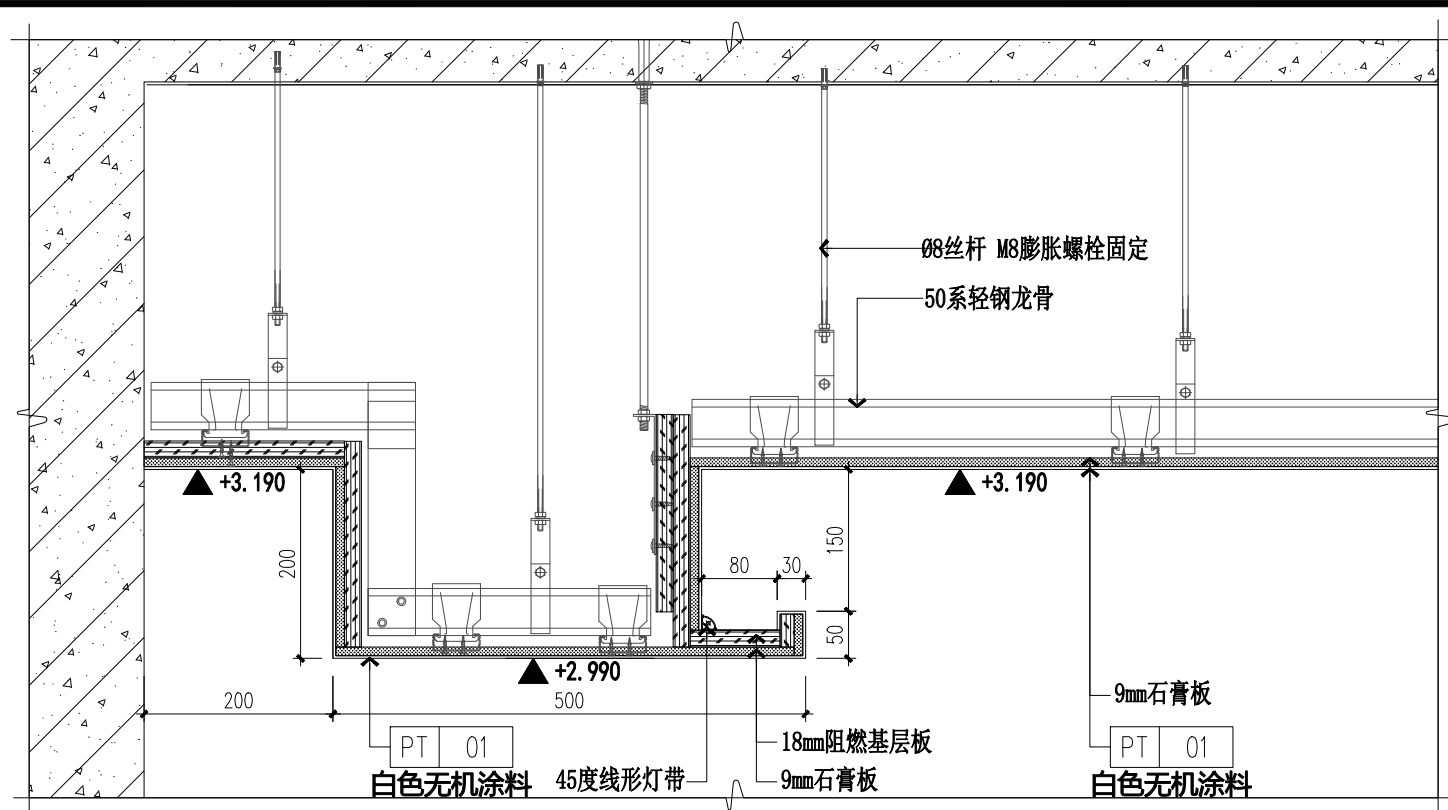 Ø8丝杆 M8膨胀螺栓固定
50系轻钢龙骨
+3.190
+3.190
200
150
80
30
50
+2.990
200
500
9mm石膏板
PT 01
白色无机涂料
45度线形灯带
18mm阻燃基层板
9mm石膏板
PT 01
白色无机涂料